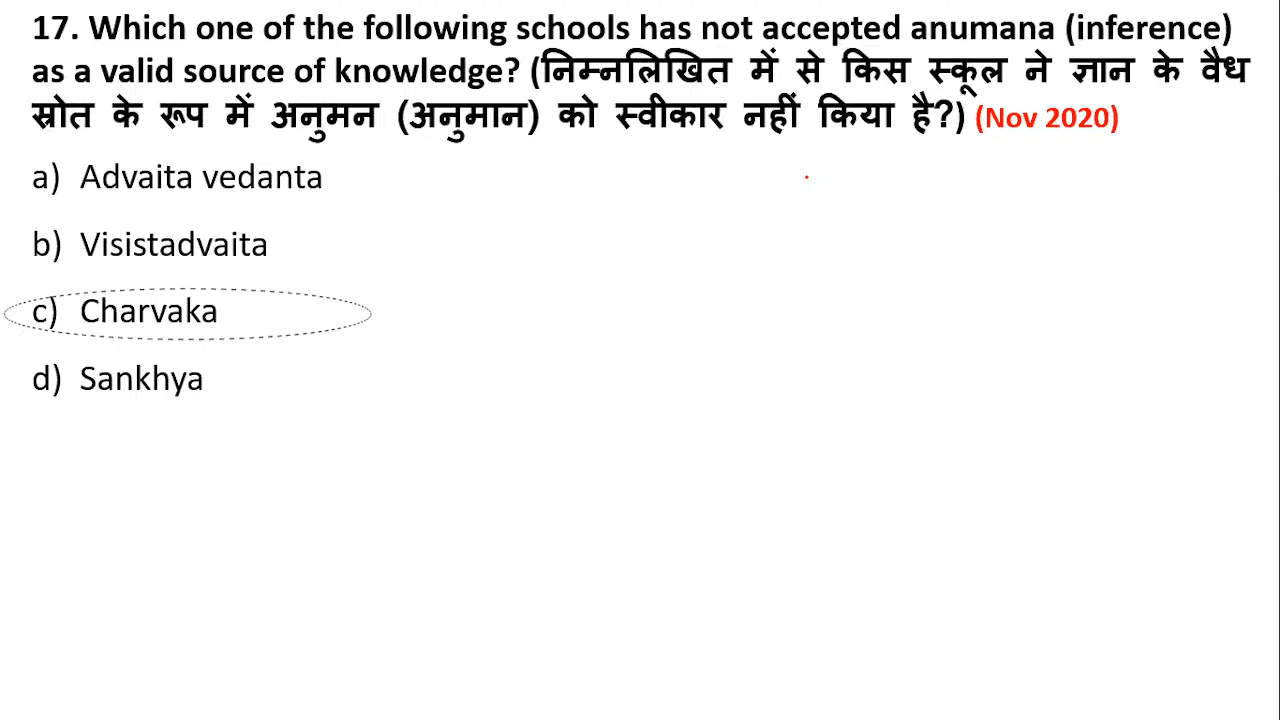 17. Which one of the following schools has not accepted anumana (inference)
as a valid source of knowledge? (निम्नलिखित में से किस स्कूल ने ज्ञान के वैध
स्रोत के रूप में अनुमन (अनुमान) को स्वीकार नहीं किया है?) (Nov 2020)
a) Advaita vedanta
b) Visistadvaita
c) Charvaka
d) Sankhya